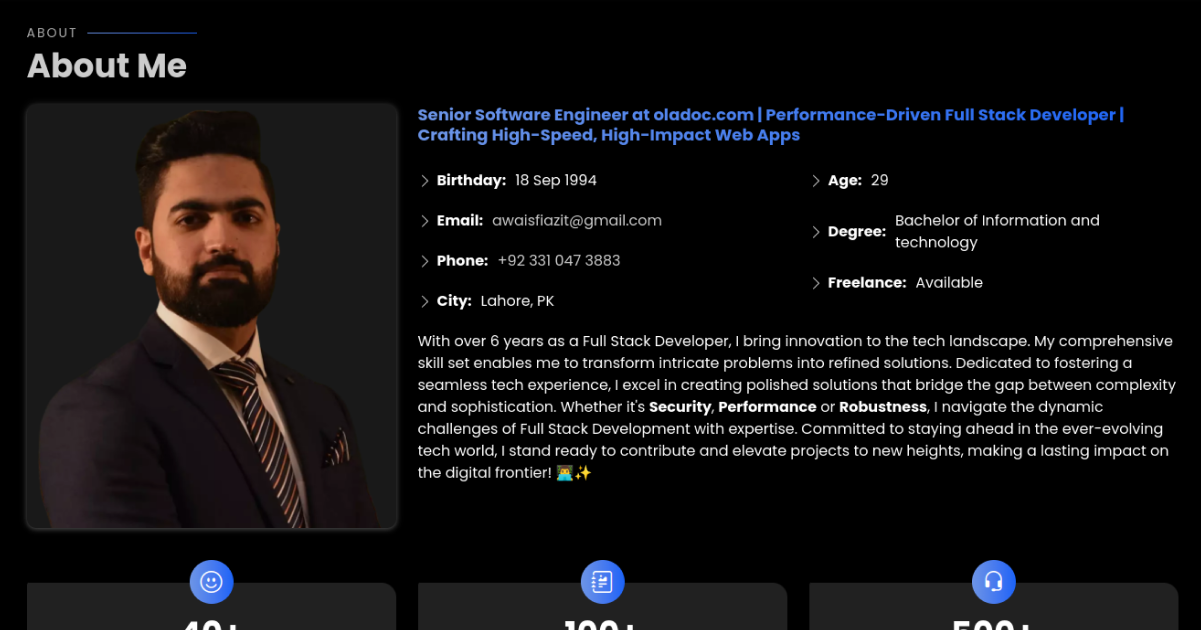 ABOUT
About Me
Senior Software Engineer at oladoc.com | Performance-Driven Full Stack Developer |
Crafting High-Speed, High-Impact Web Apps
Birthday: 18 Sep 1994
Email: awaisfiazit@gmail.com
Phone: +92 331 047 3883
City: Lahore, PK
Age: 29
Degree: Bachelor of Information and
technology
Freelance: Available
With over 6 years as a Full Stack Developer, I bring innovation to the tech landscape. My comprehensive
skill set enables me to transform intricate problems into refined solutions. Dedicated to fostering a
seamless tech experience, I excel in creating polished solutions that bridge the gap between complexity
and sophistication. Whether it's Security, Performance or Robustness, I navigate the dynamic
challenges of Full Stack Development with expertise. Committed to staying ahead in the ever-evolving
tech world, I stand ready to contribute and elevate projects to new heights, making a lasting impact on
the digital frontier! 👨‍💻✨